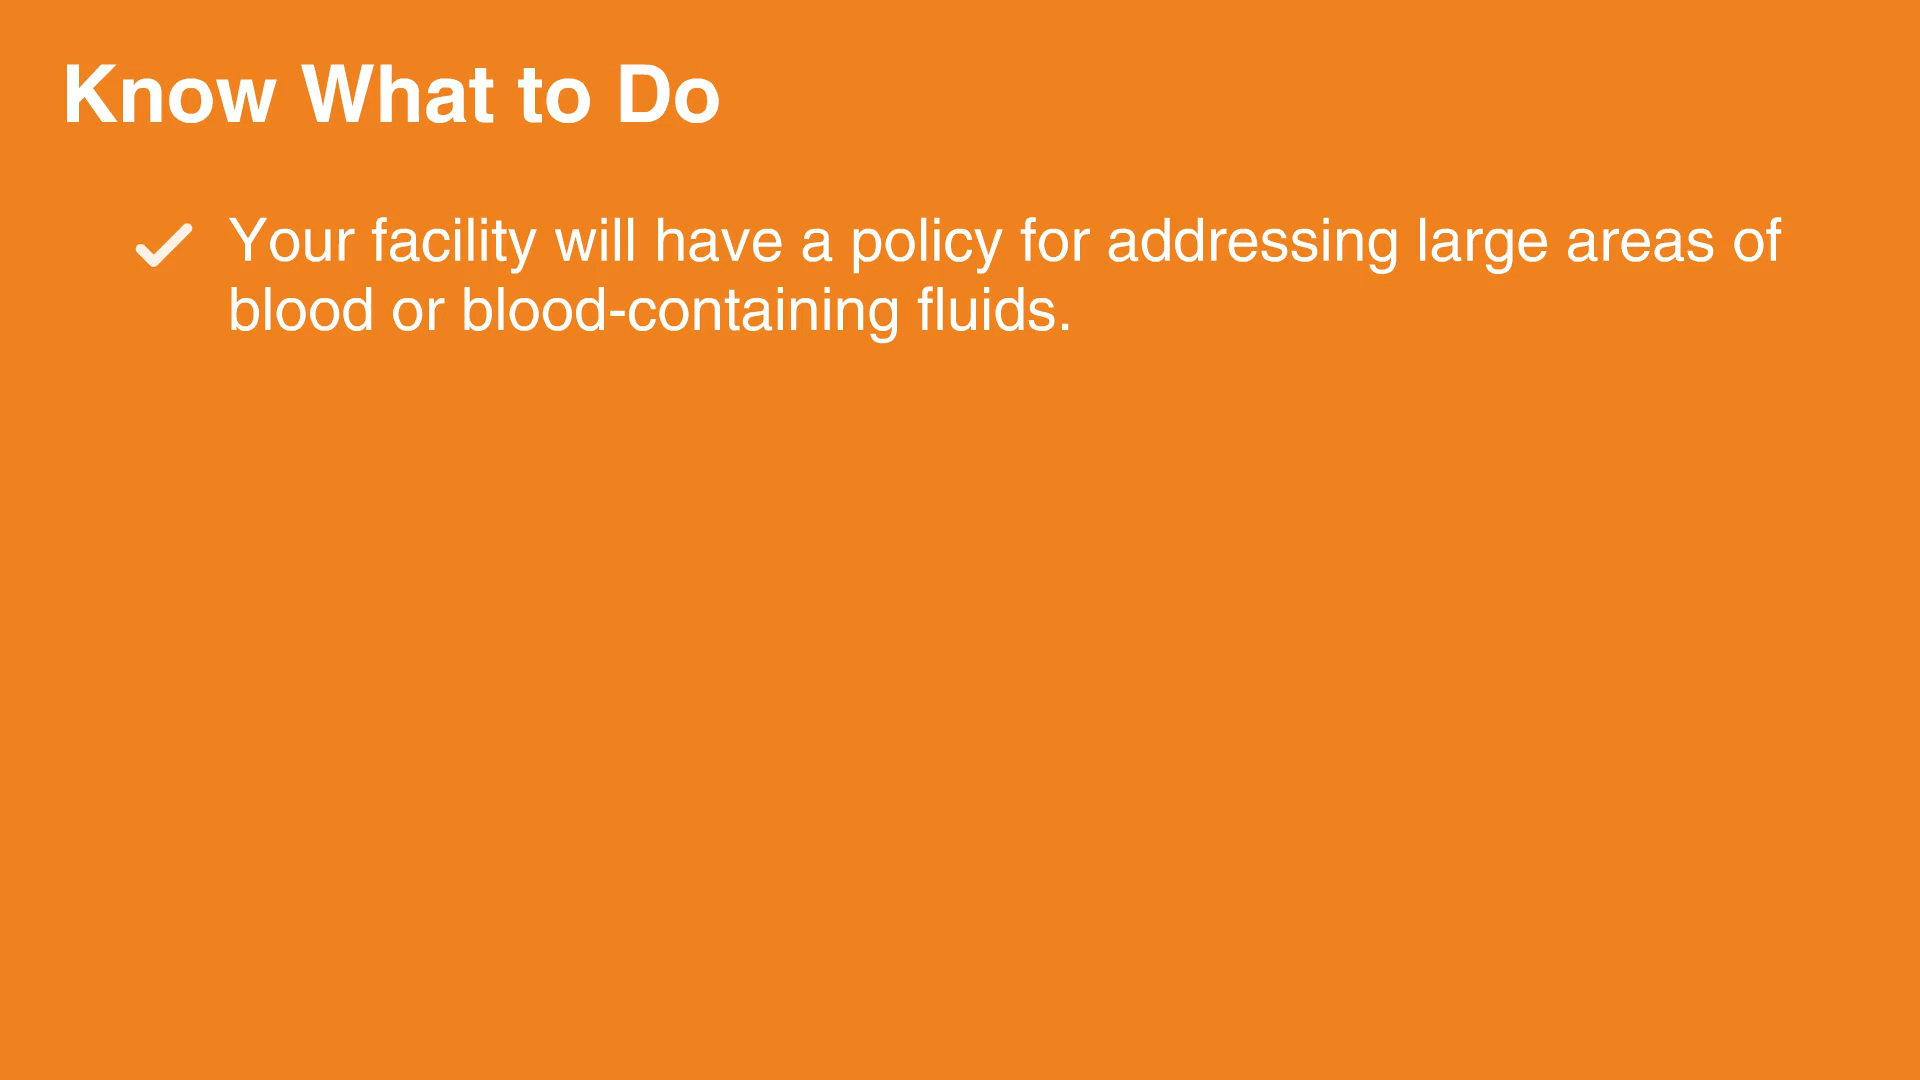 Know What to Do
Your facility will have a policy for addressing large areas of
blood or blood-containing fluids.